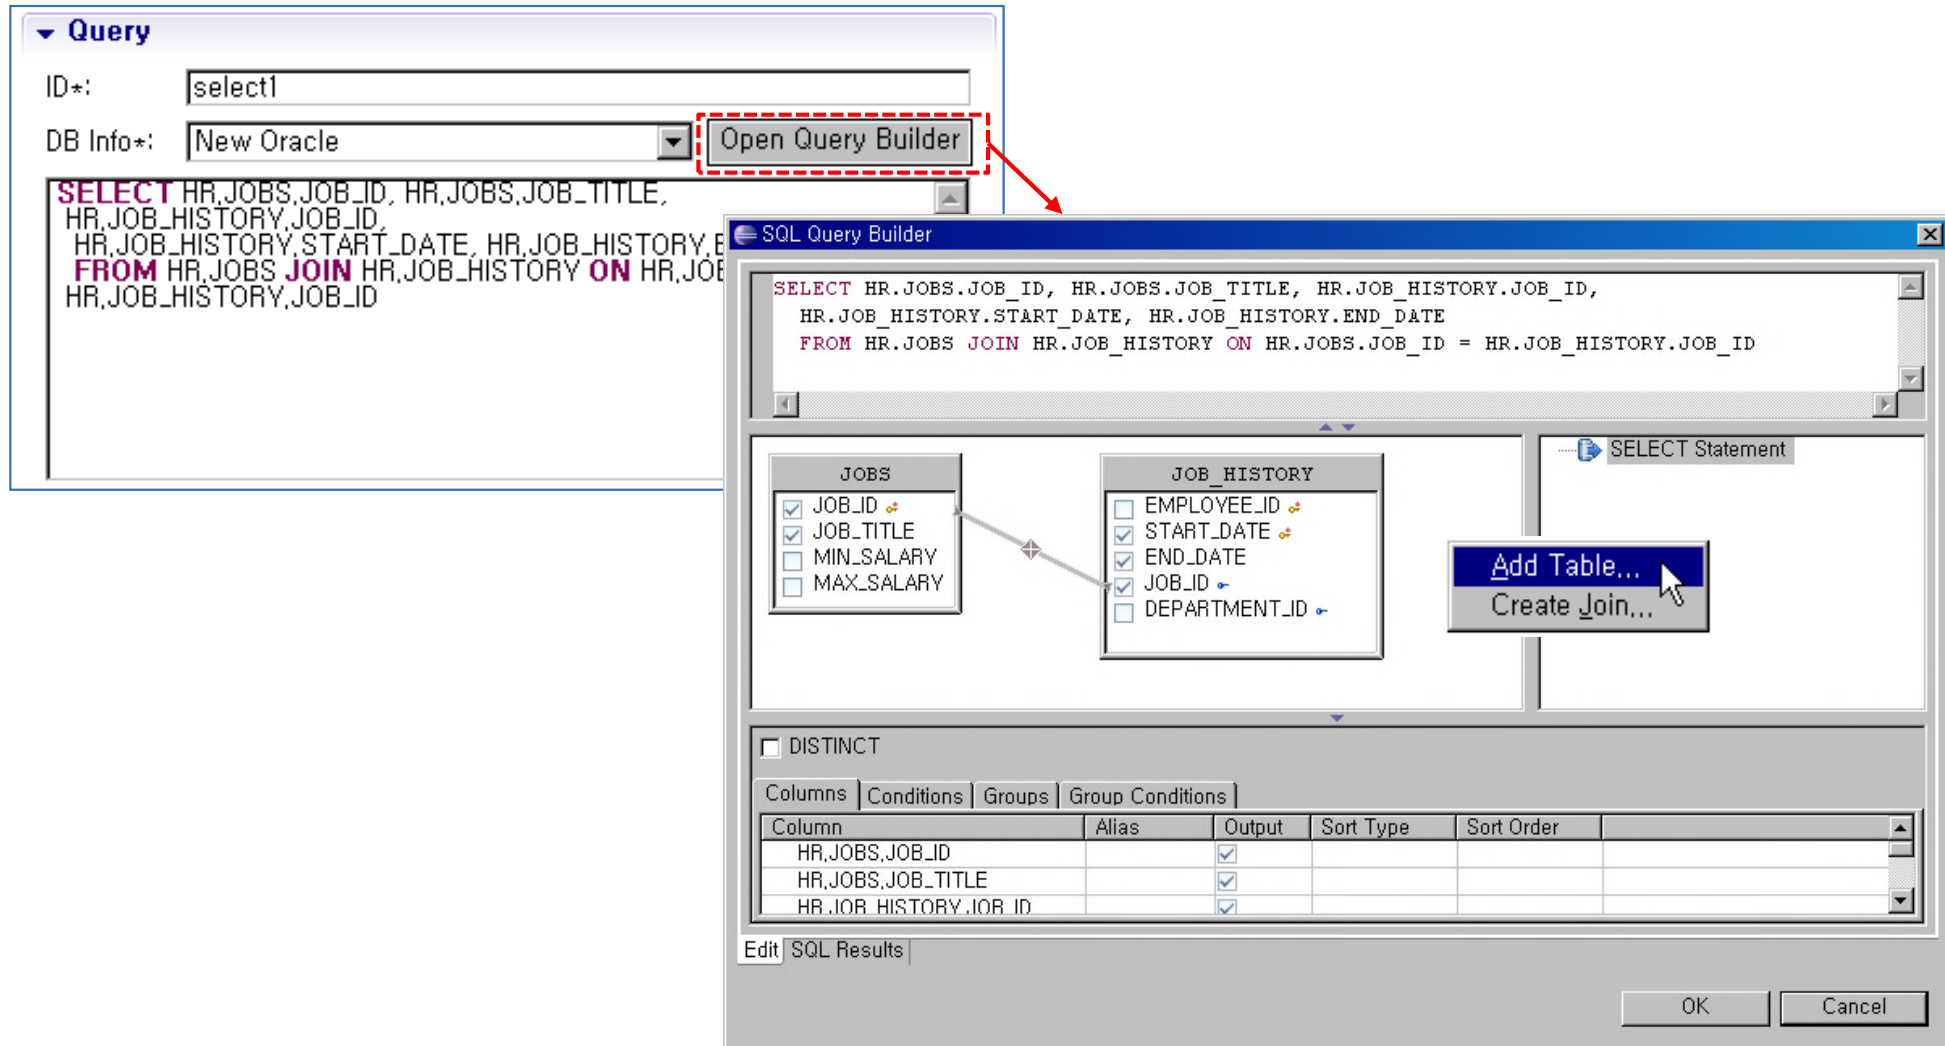 Query
ID*:
select1
DB Info*:
New Oracle
Open Query Builder
SELECT HR,JOBS,JOB_ID, HR,JOBS,JOB_TITLE,
HR,JOB_HISTORY,JOB_ID,
HR,JOB_HISTORY,START_DATE, HR,JOB_HISTORY,E
FROM HR,JOBS JOIN HR,JOB_HISTORY ON HR,JOB
HR,JOB_HISTORY,JOB_ID
SQL Query Builder
SELECT HR.JOBS.JOB_ID, HR.JOBS.JOB_TITLE, HR.JOB_HISTORY.JOB_ID,
HR.JOB_HISTORY.START_DATE, HR.JOB_HISTORY.END_DATE
FROM HR.JOBS JOIN HR.JOB_HISTORY ON HR.JOBS.JOB_ID = HR.JOB_HISTORY.JOB_ID
JOBS
JOB_ID
JOB_TITLE
MIN_SALARY
MAX_SALARY
JOB_HISTORY
EMPLOYEE_ID
START_DATE
END_DATE
JOB_ID
DEPARTMENT_ID
SELECT Statement
Add Table,,,
Create Join,,,
DISTINCT
Columns Conditions Groups Group Conditions
Column Alias Output Sort Type Sort Order
HR,JOBS,JOB_ID
HR,JOBS,JOB_TITLE
HR,JOB_HISTORY,JOB_ID
Edit SQL Results
OK Cancel